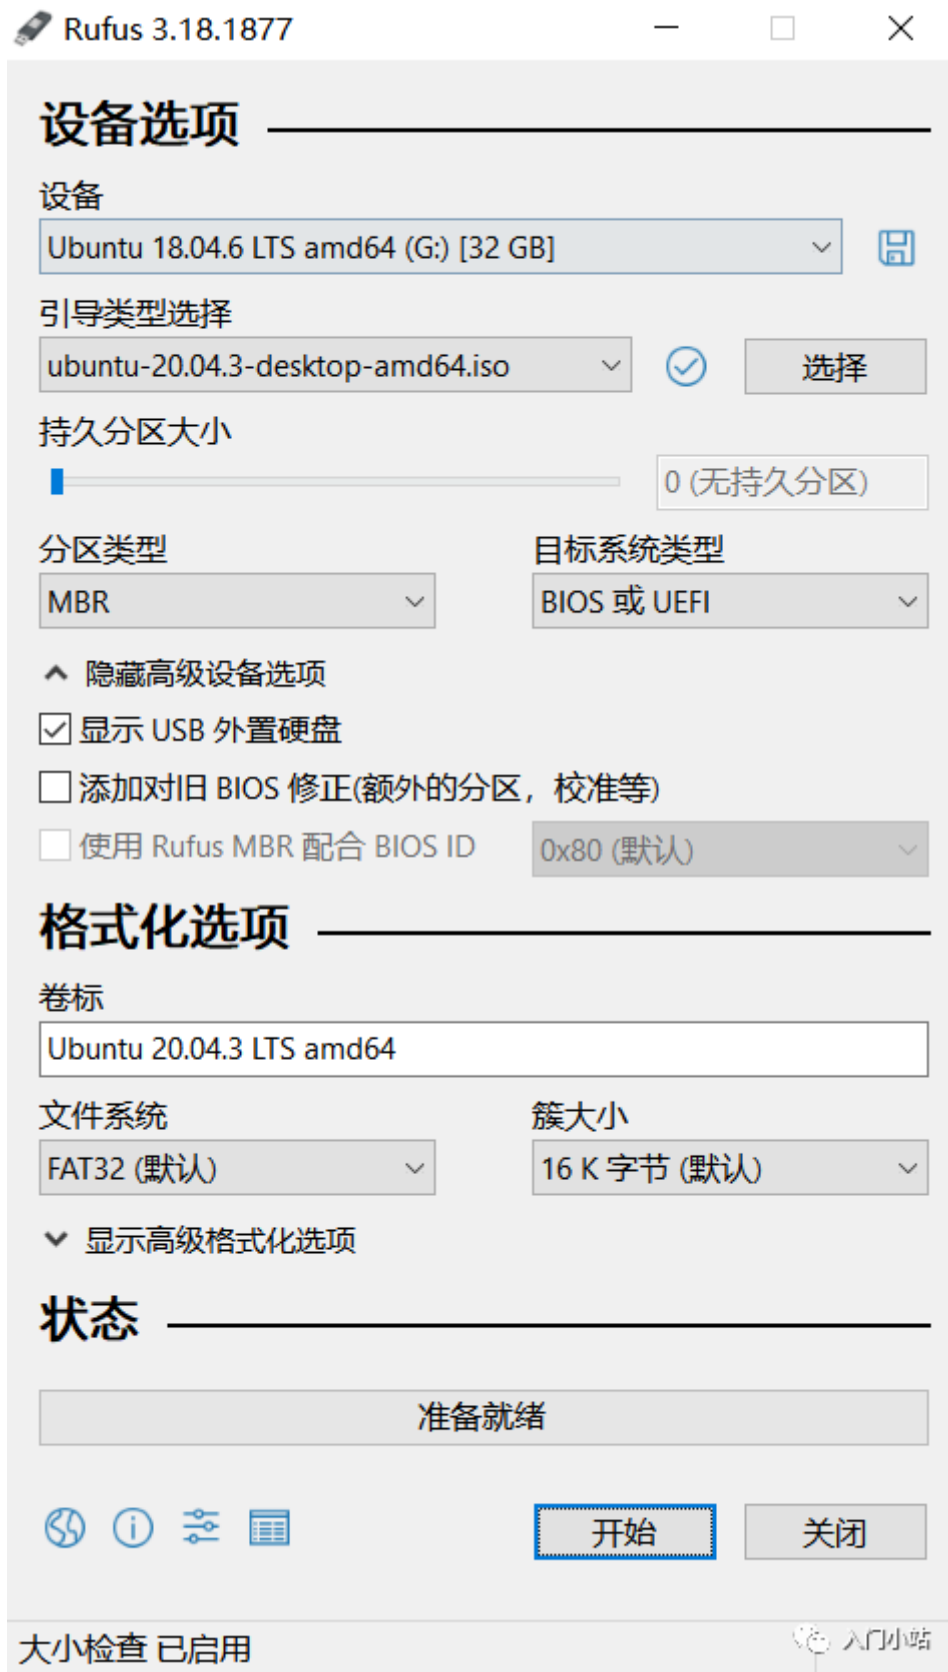 Rufus 3.18.1877
设备选项
设备
Ubuntu 18.04.6 LTS amd64 (G:) [32 GB]
引导类型选择
ubuntu-20.04.3-desktop-amd64.iso
选择
持久分区大小
0 (无持久分区)
分区类型
目标系统类型
MBR
BIOS 或 UEFI
隐藏高级设备选项
显示 USB 外置硬盘
添加对旧 BIOS 修正(额外的分区，校准等)
使用 Rufus MBR 配合 BIOS ID
0x80 (默认)
格式化选项
卷标
Ubuntu 20.04.3 LTS amd64
文件系统
簇大小
FAT32 (默认)
16 K 字节 (默认)
显示高级格式化选项
状态
准备就绪
开始
关闭
大小检查 已启用
入门小站